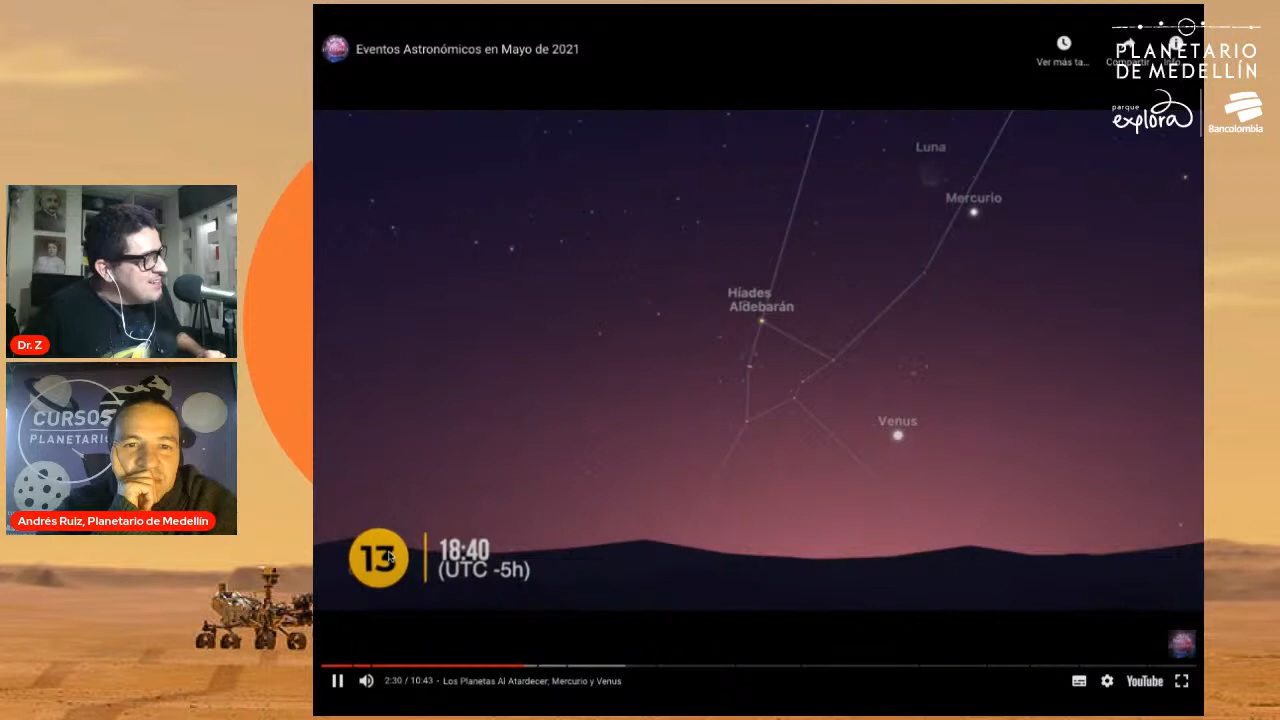 Eventos Astronómicos en Mayo de 2021
Ver más ta...
Compartir
Info
PLANETARIO
DE MEDELLÍN
parque
explora
Bancolombia
Luna
Mercurio
Híades
Aldebarán
Venus
Dr. Z
CURSOS
PLANETARIO
Andrés Ruiz, Planetario de Medellín
13
18:40
(UTC -5h)
2:30 / 10:43 · Los Planetas Al Atardecer; Mercurio y Venus
YouTube